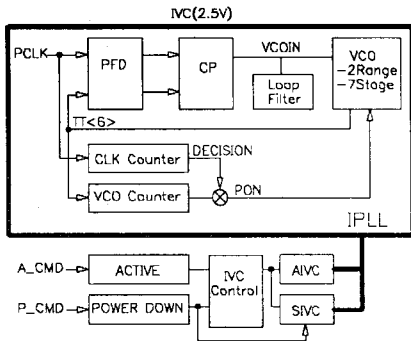 IVC(2.5V)
PCLK
PFD
CP
VCOIN
Loop
Filter
VCO
-2Range
-7Stage
TT<6>
CLK Counter
DECISION
VCO Counter
PON
IPLL
A_CMD
ACTIVE
IVC
Control
AIVC
P_CMD
POWER DOWN
SIVC